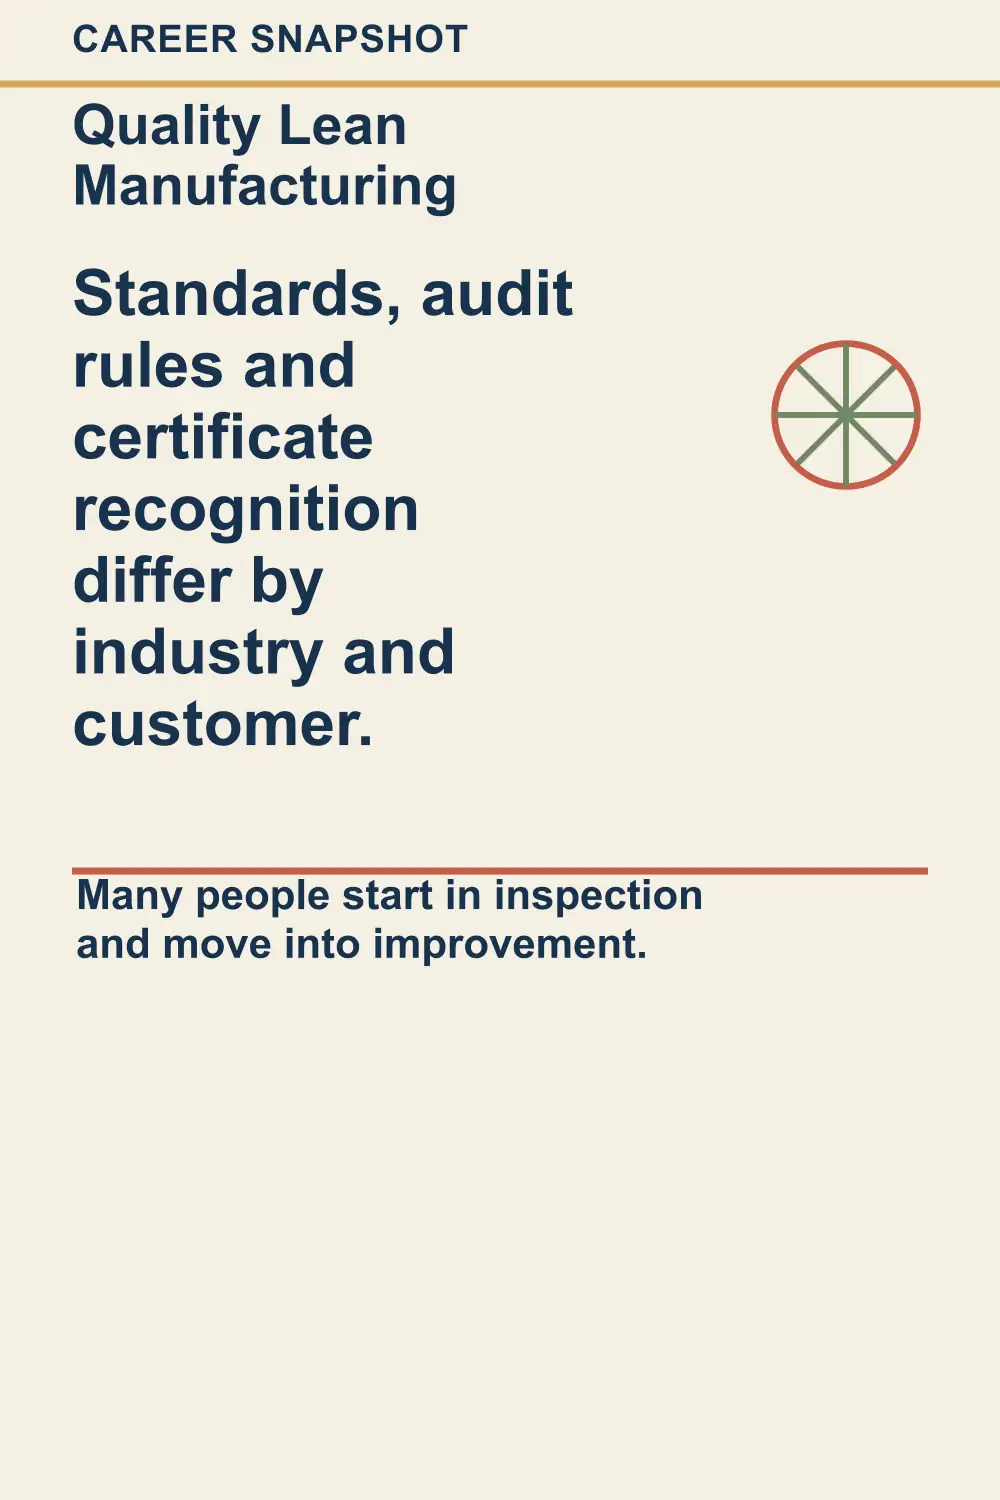 CAREER SNAPSHOT
Quality Lean
Manufacturing
Standards, audit
rules and
certificate
recognition
differ by
industry and
customer.
Many people start in inspection
and move into improvement.